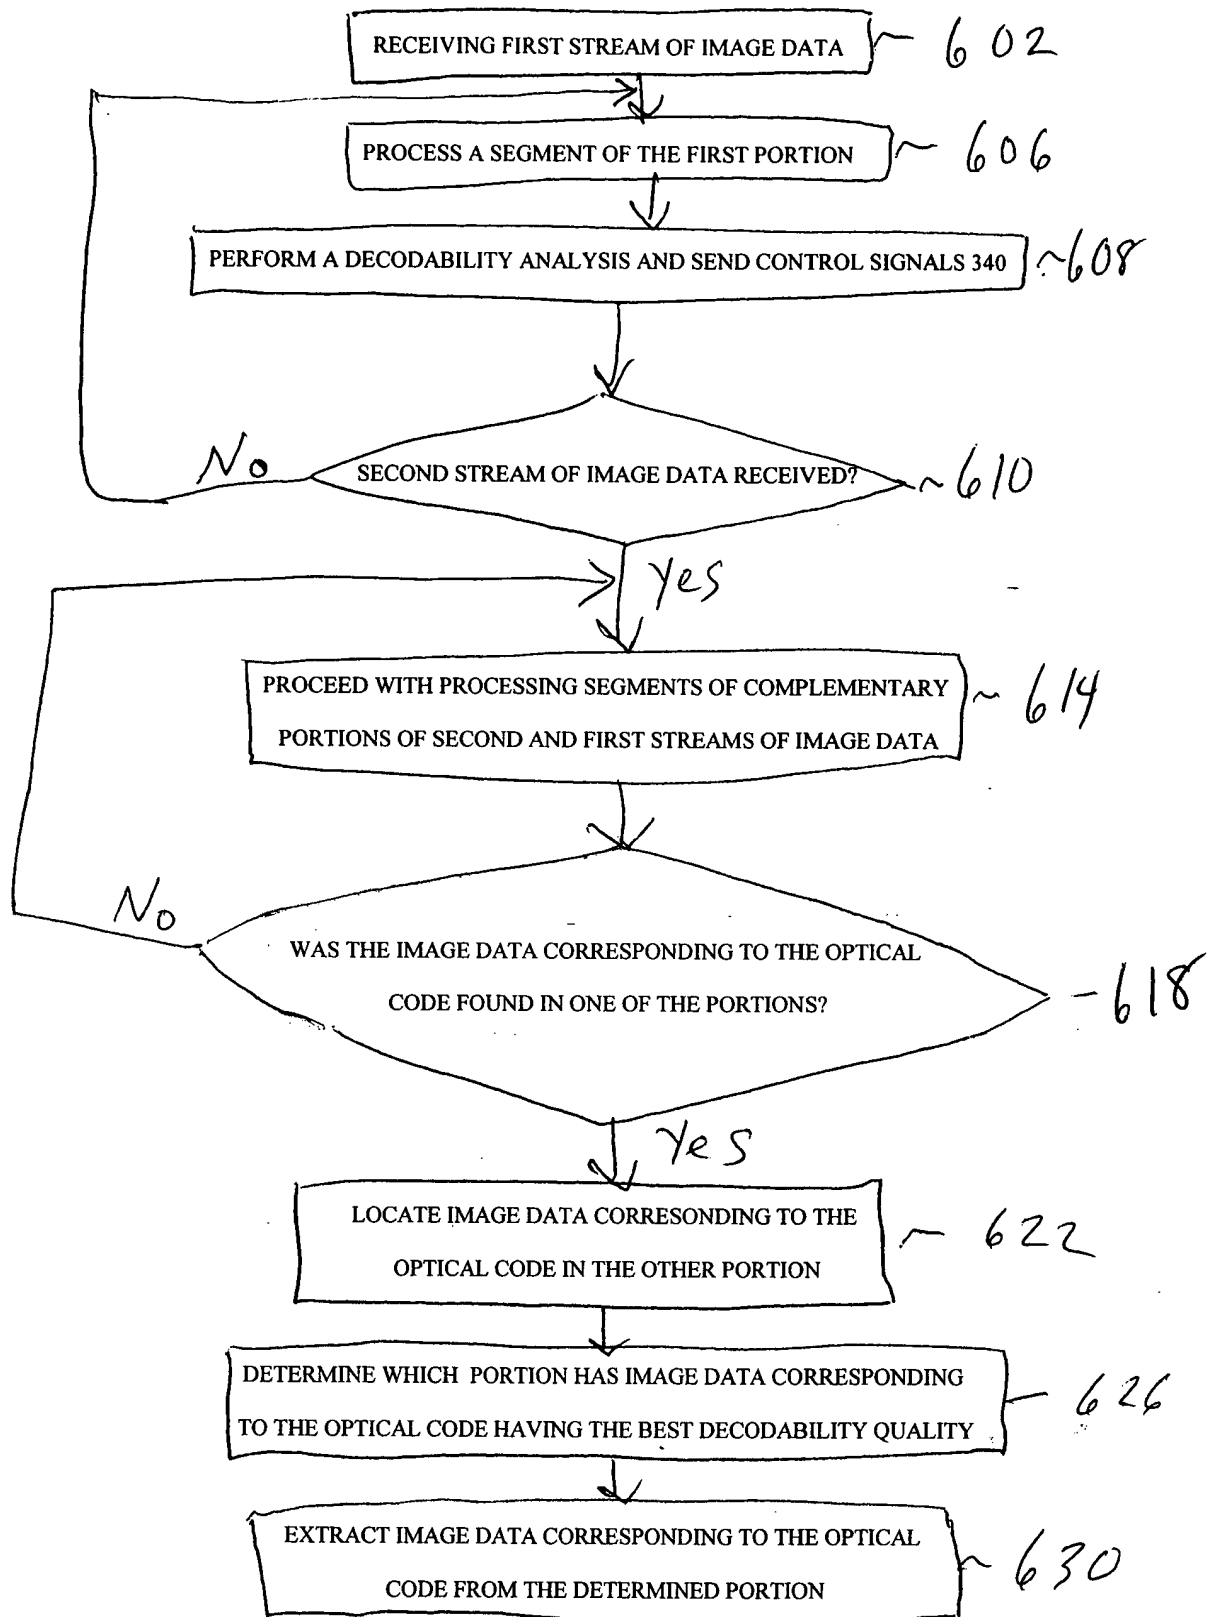 RECEIVING FIRST STREAM OF IMAGE DATA 602
PROCESS A SEGMENT OF THE FIRST PORTION 606
PERFORM A DECODABILITY ANALYSIS AND SEND CONTROL SIGNALS 340 608
No
SECOND STREAM OF IMAGE DATA RECEIVED? 610
Yes
PROCEED WITH PROCESSING SEGMENTS OF COMPLEMENTARY 614
PORTIONS OF SECOND AND FIRST STREAMS OF IMAGE DATA
No
WAS THE IMAGE DATA CORRESPONDING TO THE OPTICAL
CODE FOUND IN ONE OF THE PORTIONS? 618
Yes
LOCATE IMAGE DATA CORRESONDING TO THE 622
OPTICAL CODE IN THE OTHER PORTION
DETERMINE WHICH PORTION HAS IMAGE DATA CORRESPONDING 626
TO THE OPTICAL CODE HAVING THE BEST DECODABILITY QUALITY
EXTRACT IMAGE DATA CORRESPONDING TO THE OPTICAL 630
CODE FROM THE DETERMINED PORTION